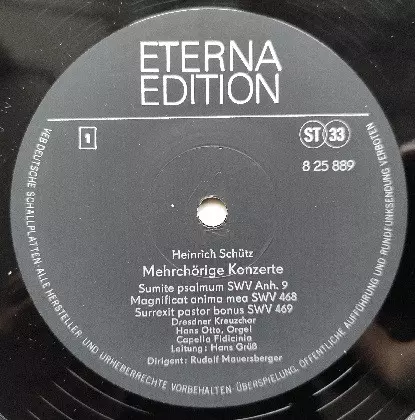 ETERNA
EDITION
1
ST 33
8 25 889
Heinrich Schütz
Mehrchörige Konzerte
Sumite psalmum SWV Anh. 9
Magnificat anima mea SWV 468
Surrexit pastor bonus SWV 469
Dresdner Kreuzchor
Hans Otto, Orgel
Capella Fidicinia
Leitung: Hans Grüß
Dirigent: Rudolf Mauersberger
VEB DEUTSCHE SCHALLPLATTEN ALLE HERSTELLER UND URHEBERRECHTE VORBEHALTEN · ÜBERSPIELUNG, ÖFFENTLICHE AUFFÜHRUNG UND RUNDFUNKSENDUNG VERBOTEN